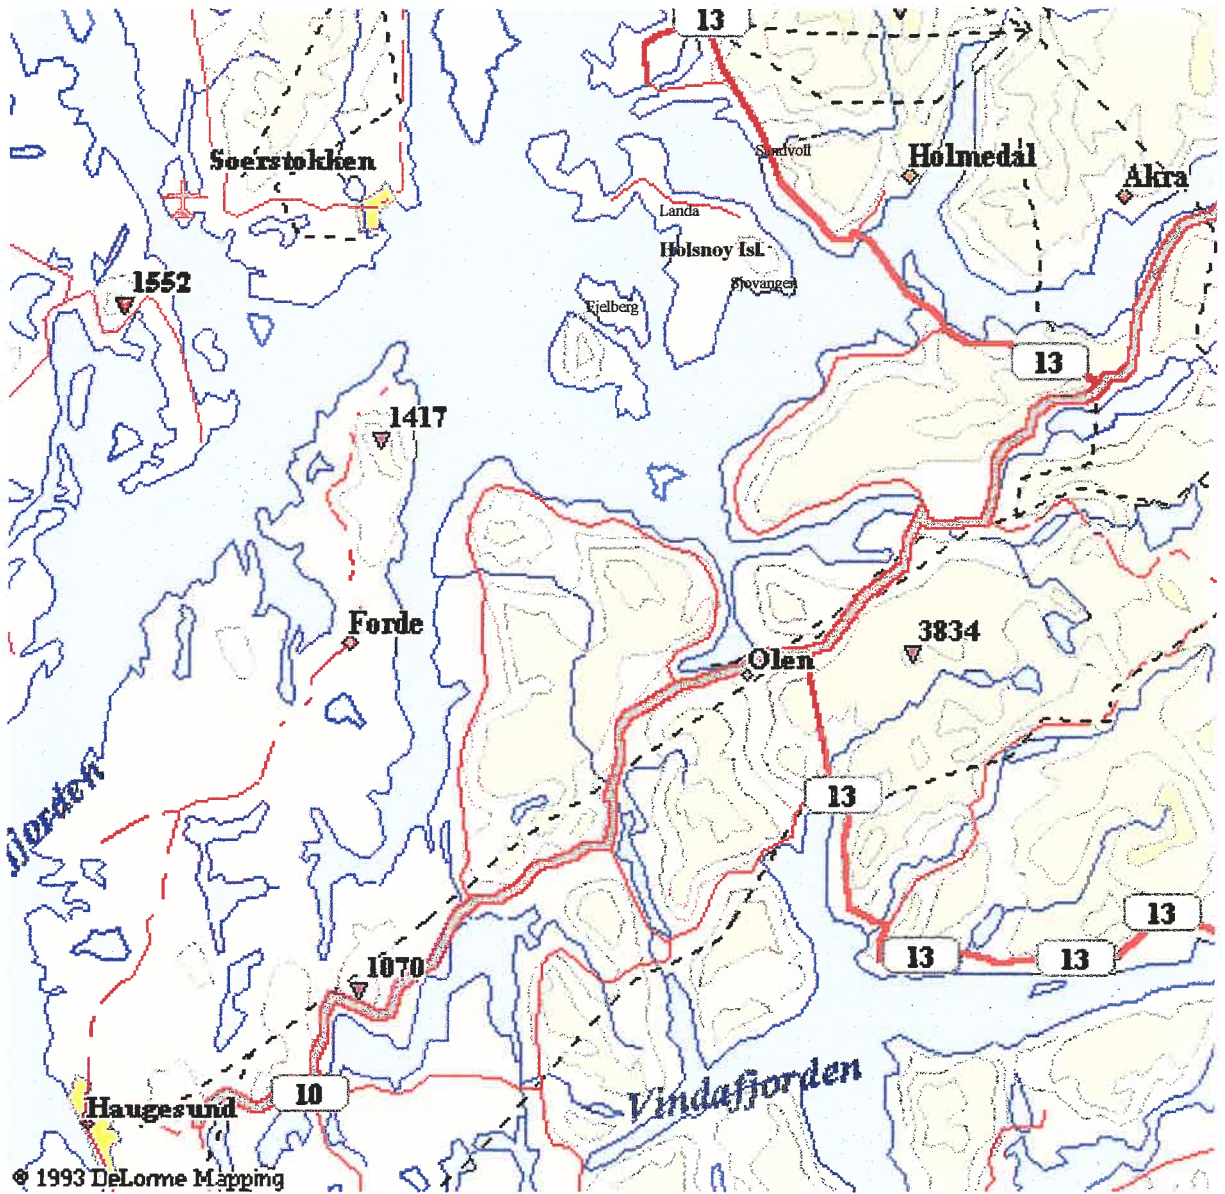 13
Sandvoll
Soerstokken
Holmedal
Akra
Landa
Holsnoy Isl.
1552
Sjovangen
Fjelberg
13
1417
Forde
3834
Olen
fjorden
13
13
13
13
1070
Vindafjorden
10
Haugesund
© 1993 DeLorme Mapping